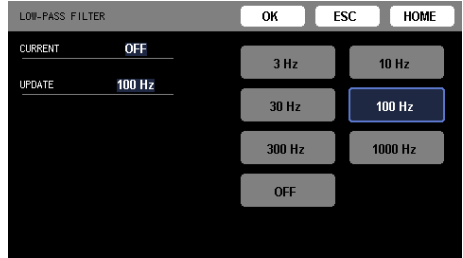 LOW-PASS FILTER
OK ESC HOME
CURRENT OFF
UPDATE 100 Hz
3 Hz 10 Hz
30 Hz 100 Hz
300 Hz 1000 Hz
OFF